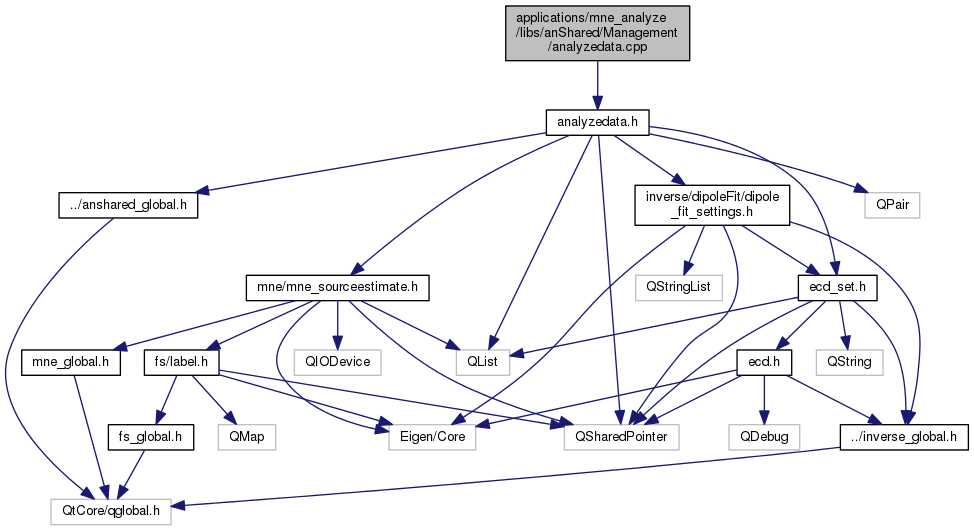 applications/mne_analyze
/libs/anShared/Management
/analyzedata.cpp
analyzedata.h
../anshared_global.h
inverse/dipoleFit/dipole
_fit_settings.h
QPair
mne/mne_sourceestimate.h
QStringList
ecd_set.h
mne_global.h
fs/label.h
QIODevice
QList
ecd.h
QString
fs_global.h
QMap
Eigen/Core
QSharedPointer
QDebug
../inverse_global.h
QtCore/qglobal.h